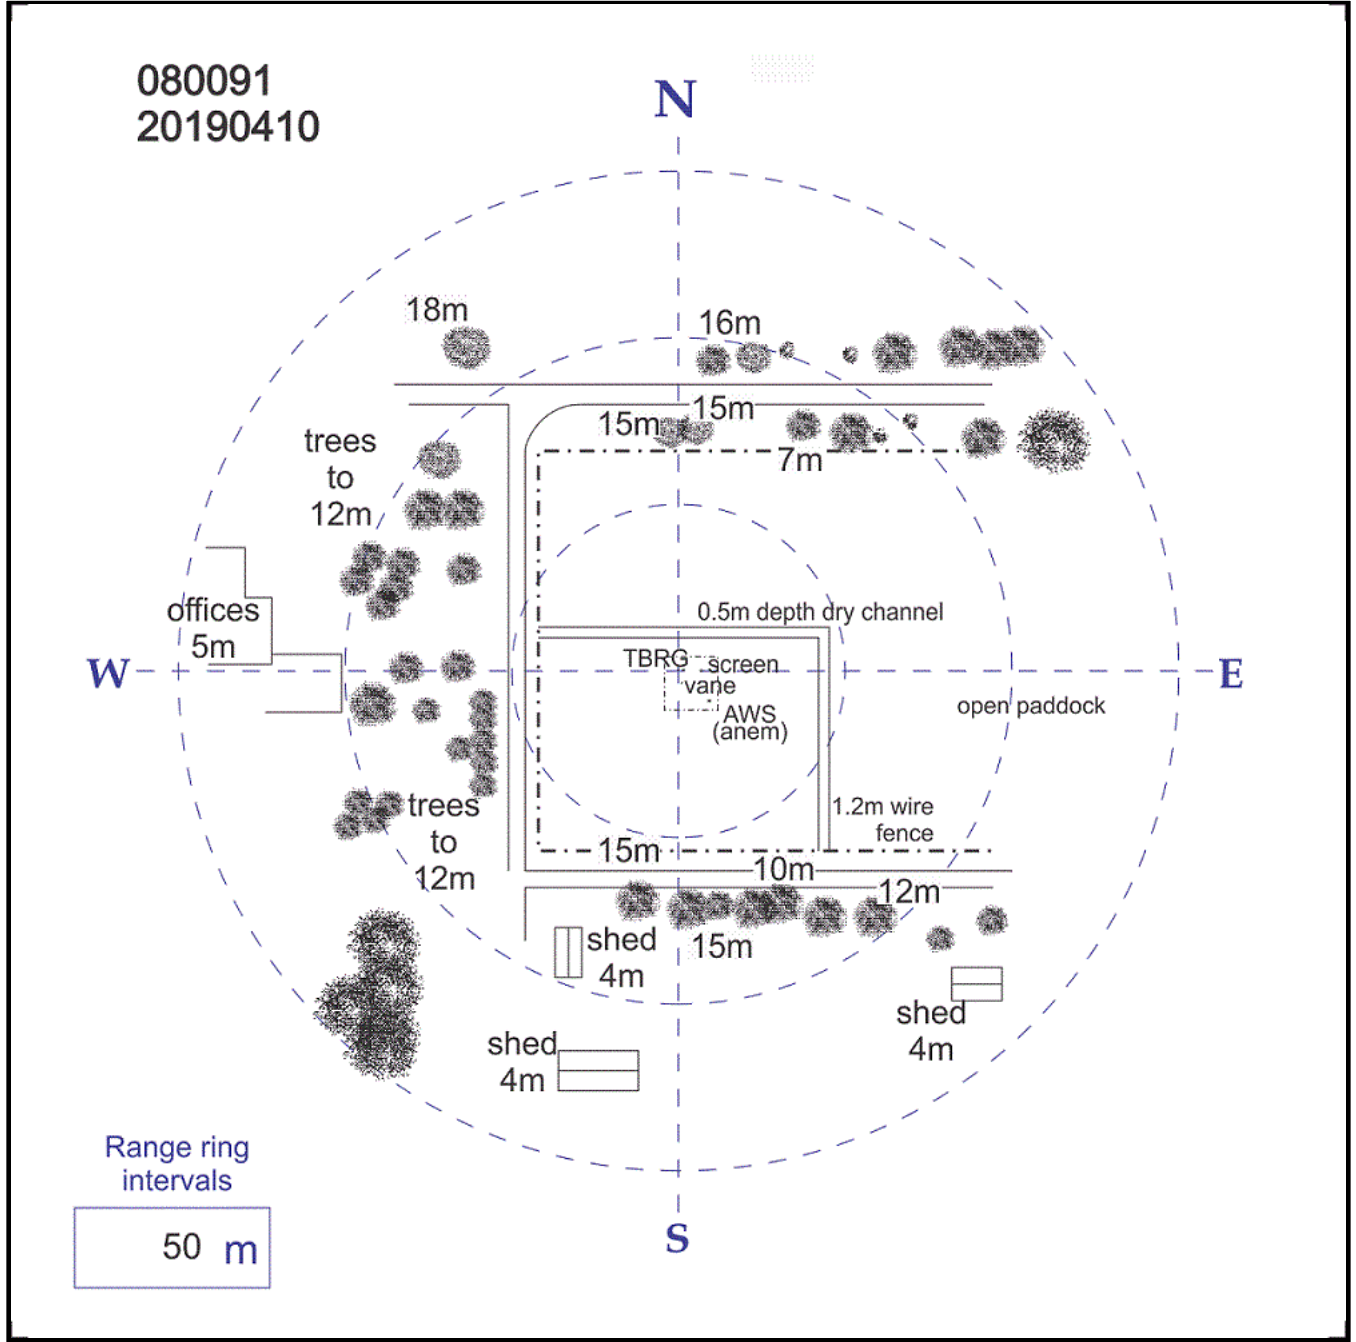 080091
20190410
N
18m
16m
15m
15m
7m
trees
to
12m
offices
5m
0.5m depth dry channel
TBRG
screen
vane
AWS
(anem)
W
E
open paddock
1.2m wire
fence
trees
to
12m
15m
10m
12m
15m
shed
4m
shed
4m
shed
4m
S
Range ring
intervals
50 m